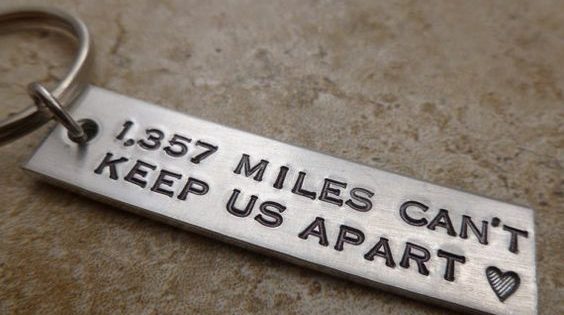 1,357 MILES CAN'T
KEEP US APART ♥